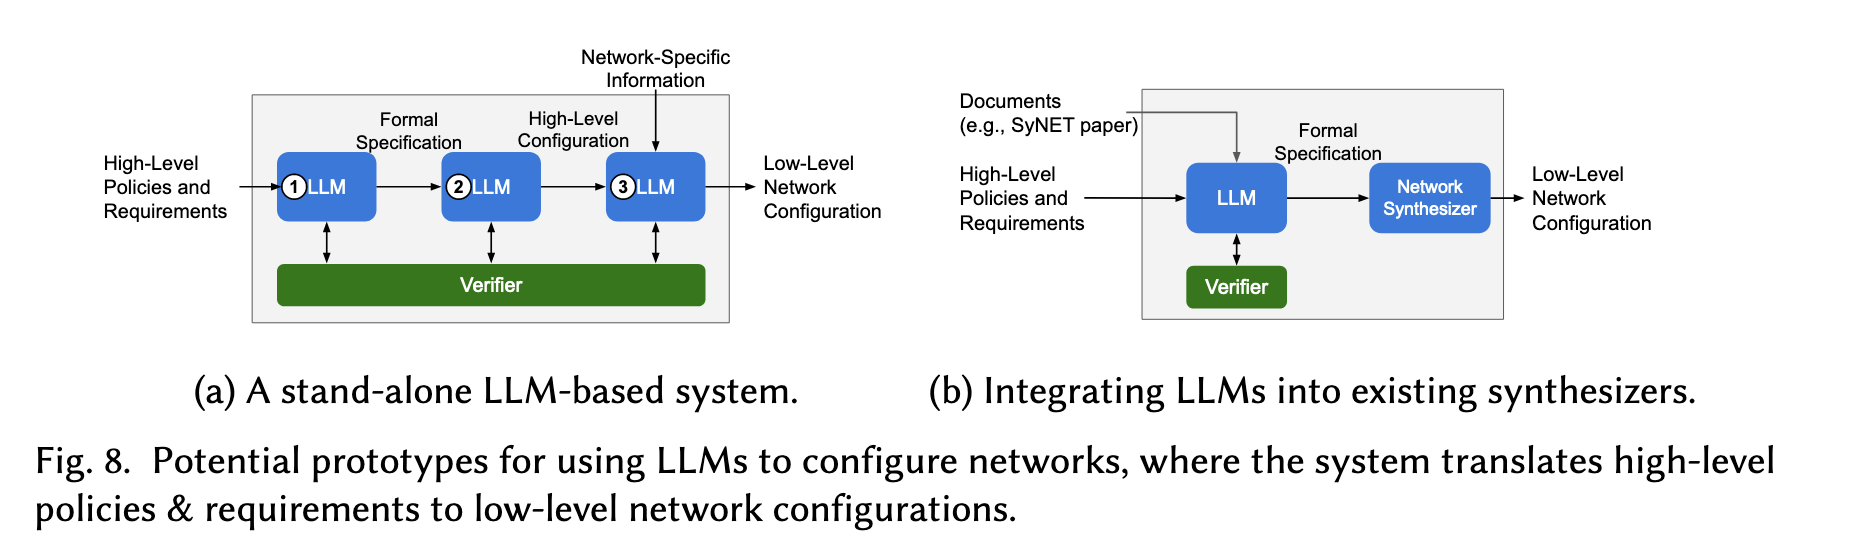 Network-Specific
Information
Formal
Specification
High-Level
Configuration
High-Level
Policies and
Requirements
1 LLM
2 LLM
3 LLM
Low-Level
Network
Configuration
Verifier
(a) A stand-alone LLM-based system.
Documents
(e.g., SyNET paper)
Formal
Specification
High-Level
Policies and
Requirements
LLM
Network
Synthesizer
Low-Level
Network
Configuration
Verifier
(b) Integrating LLMs into existing synthesizers.
Fig. 8. Potential prototypes for using LLMs to configure networks, where the system translates high-level
policies & requirements to low-level network configurations.